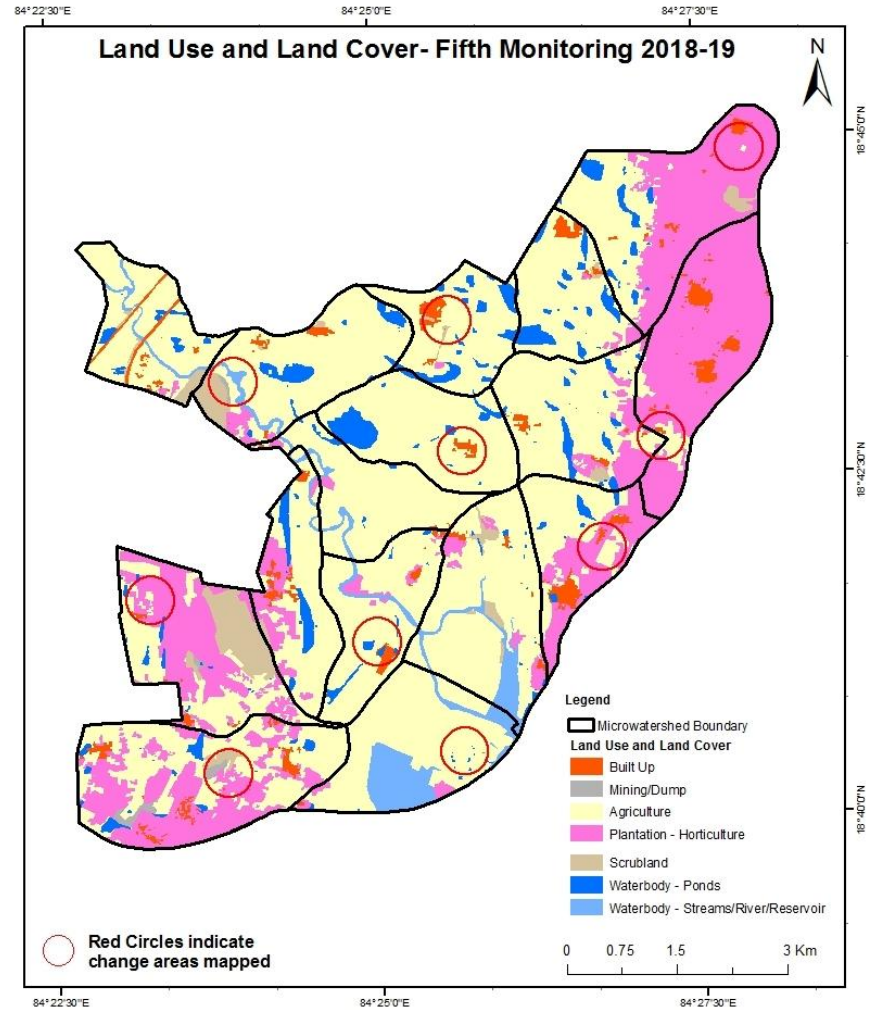 84°22'30"E 84°25'0"E 84°27'30"E
Land Use and Land Cover- Fifth Monitoring 2018-19
N
18°45'0"N
18°42'30"N
18°40'0"N
Legend
Microwatershed Boundary
Land Use and Land Cover
Built Up
Mining/Dump
Agriculture
Plantation - Horticulture
Scrubland
Waterbody - Ponds
Waterbody - Streams/River/Reservoir
Red Circles indicate
change areas mapped
0 0.75 1.5 3 Km
84°22'30"E 84°25'0"E 84°27'30"E